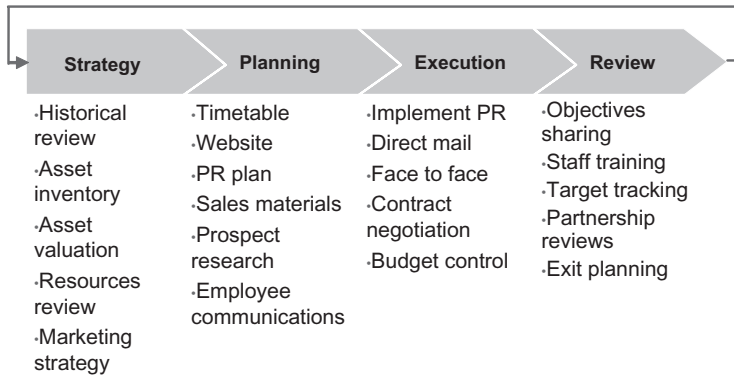 Strategy
Planning
Execution
Review
·Historical
review
·Asset
inventory
·Asset
valuation
·Resources
review
·Marketing
strategy
·Timetable
·Website
·PR plan
·Sales materials
·Prospect
research
·Employee
communications
·Implement PR
·Direct mail
·Face to face
·Contract
negotiation
·Budget control
·Objectives
sharing
·Staff training
·Target tracking
·Partnership
reviews
·Exit planning